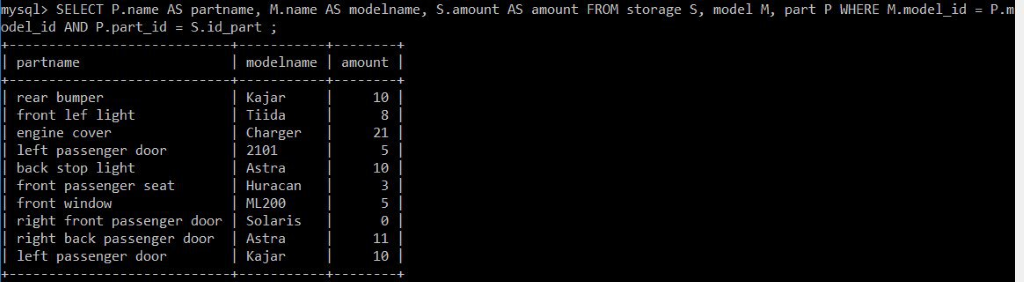 mysql> SELECT P.name AS partname, M.name AS modelname, S.amount AS amount FROM storage S, model M, part P WHERE M.model_id = P.m
odel_id AND P.part_id = S.id_part ;
+----------------------------+-----------+--------+
| partname                   | modelname | amount |
+----------------------------+-----------+--------+
| rear bumper                | Kajar     |     10 |
| front lef light            | Tiida     |      8 |
| engine cover               | Charger   |     21 |
| left passenger door        | 2101      |      5 |
| back stop light            | Astra     |     10 |
| front passenger seat       | Huracan   |      3 |
| front window               | ML200     |      5 |
| right front passenger door | Solaris   |      0 |
| right back passenger door  | Astra     |     11 |
| left passenger door        | Kajar     |     10 |
+----------------------------+-----------+--------+